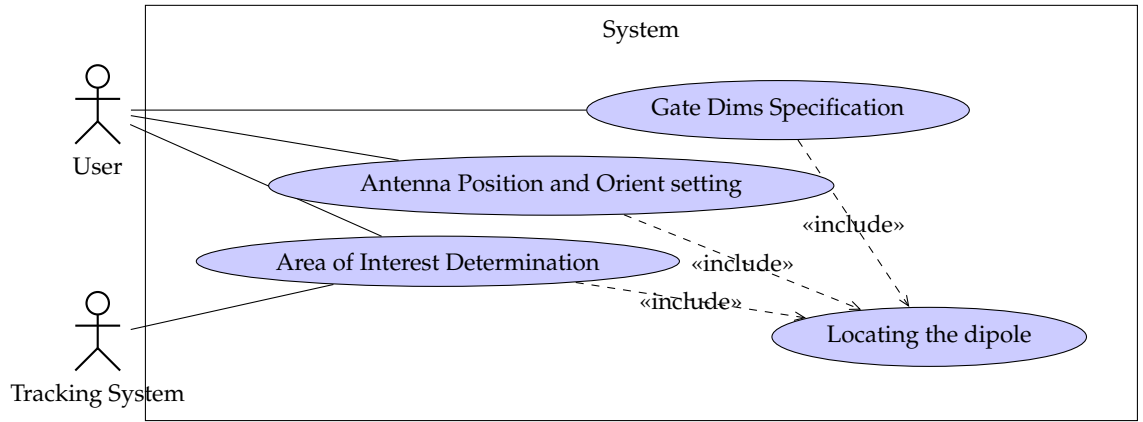 System
Gate Dims Specification
User
Antenna Position and Orient setting
«include»
Area of Interest Determination
«include»
«include»
Locating the dipole
Tracking System